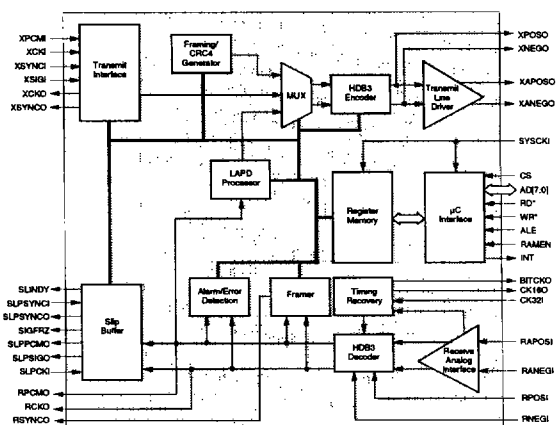 XPCMI
XCKI
XSYNCI
XSIGI
XCKO
XSYNCO
Transmit
Interface
Framing/
CRC4
Generator
MUX
HDB3
Encoder
Transmit
Line
Driver
XPOSO
XNEGO
XAPOSO
XANEGO
SYSCKI
LAPD
Processor
Register
Memory
µC
Interface
CS
AD[7:0]
RD*
WR*
ALE
RAMEN
INT
SLINDY
SLPSYNCI
SLPSYNCO
SIGFRZ
SLPPCMO
SLPSIGO
SLPCKI
Slip
Buffer
Alarm/Error
Detection
Framer
Timing
Recovery
HDB3
Decoder
Receive
Analog
Interface
BITCKO
CK16O
CK32I
RAPOSI
RANEGI
RPOSI
RNEGI
RPCMO
RCKO
RSYNCO